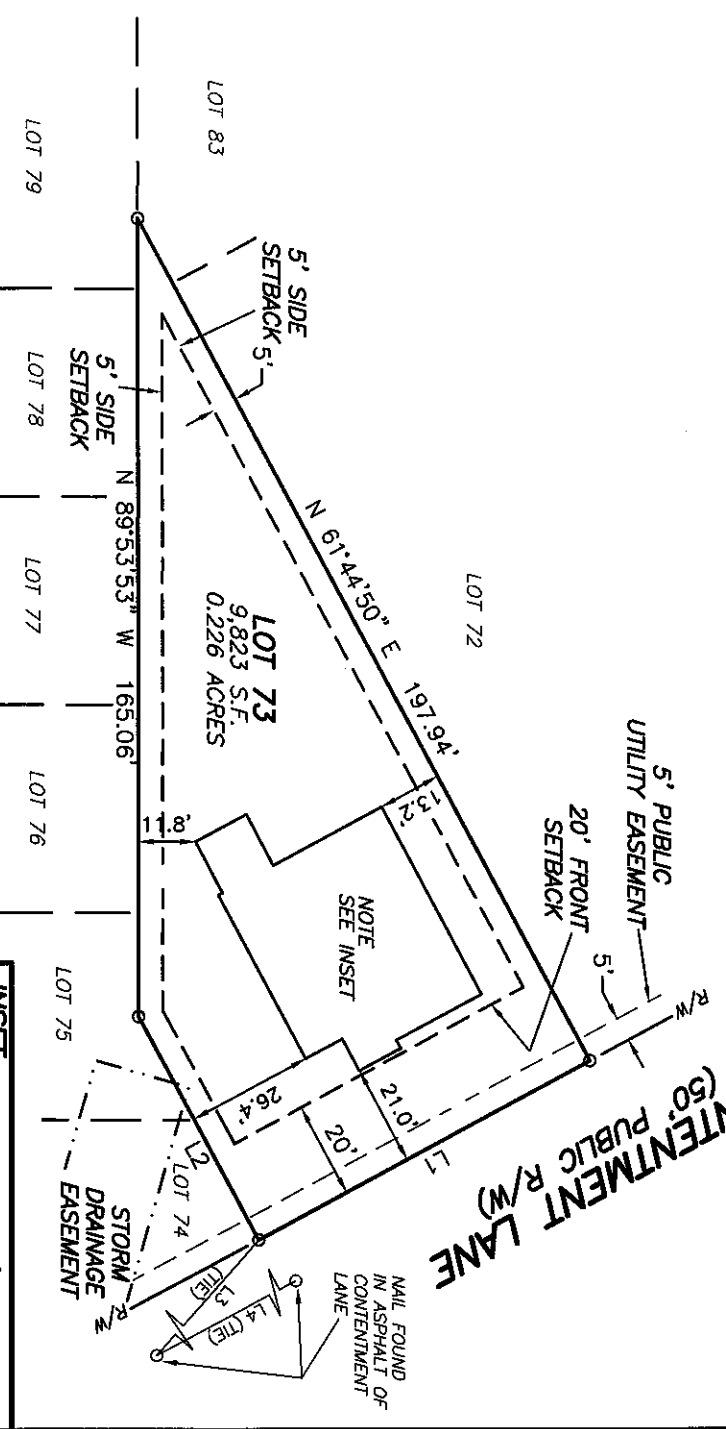 LOT 83
LOT 79
5' SIDE
SETBACK
5'
5' SIDE
SETBACK
LOT 78
N 61°44'50" E 197.94'
LOT 72
N 89°53'53" W 165.06'
LOT 77
LOT 73
9,823 S.F.
0.226 ACRES
5' PUBLIC
UTILITY EASEMENT
20' FRONT
SETBACK
5'
R/W
13.2'
11.8'
LOT 76
NOTE
SEE INSET
LOT 75
26.4'
21.0'
20'
L1
L2
LOT 74
(50' PUBLIC R/W)
LANE
STORM
DRAINAGE
EASEMENT
R/W
L3
(TIE)
L4 (TIE)
NAIL FOUND
IN ASPHALT OF
CONTENTMENT
LANE
INSET